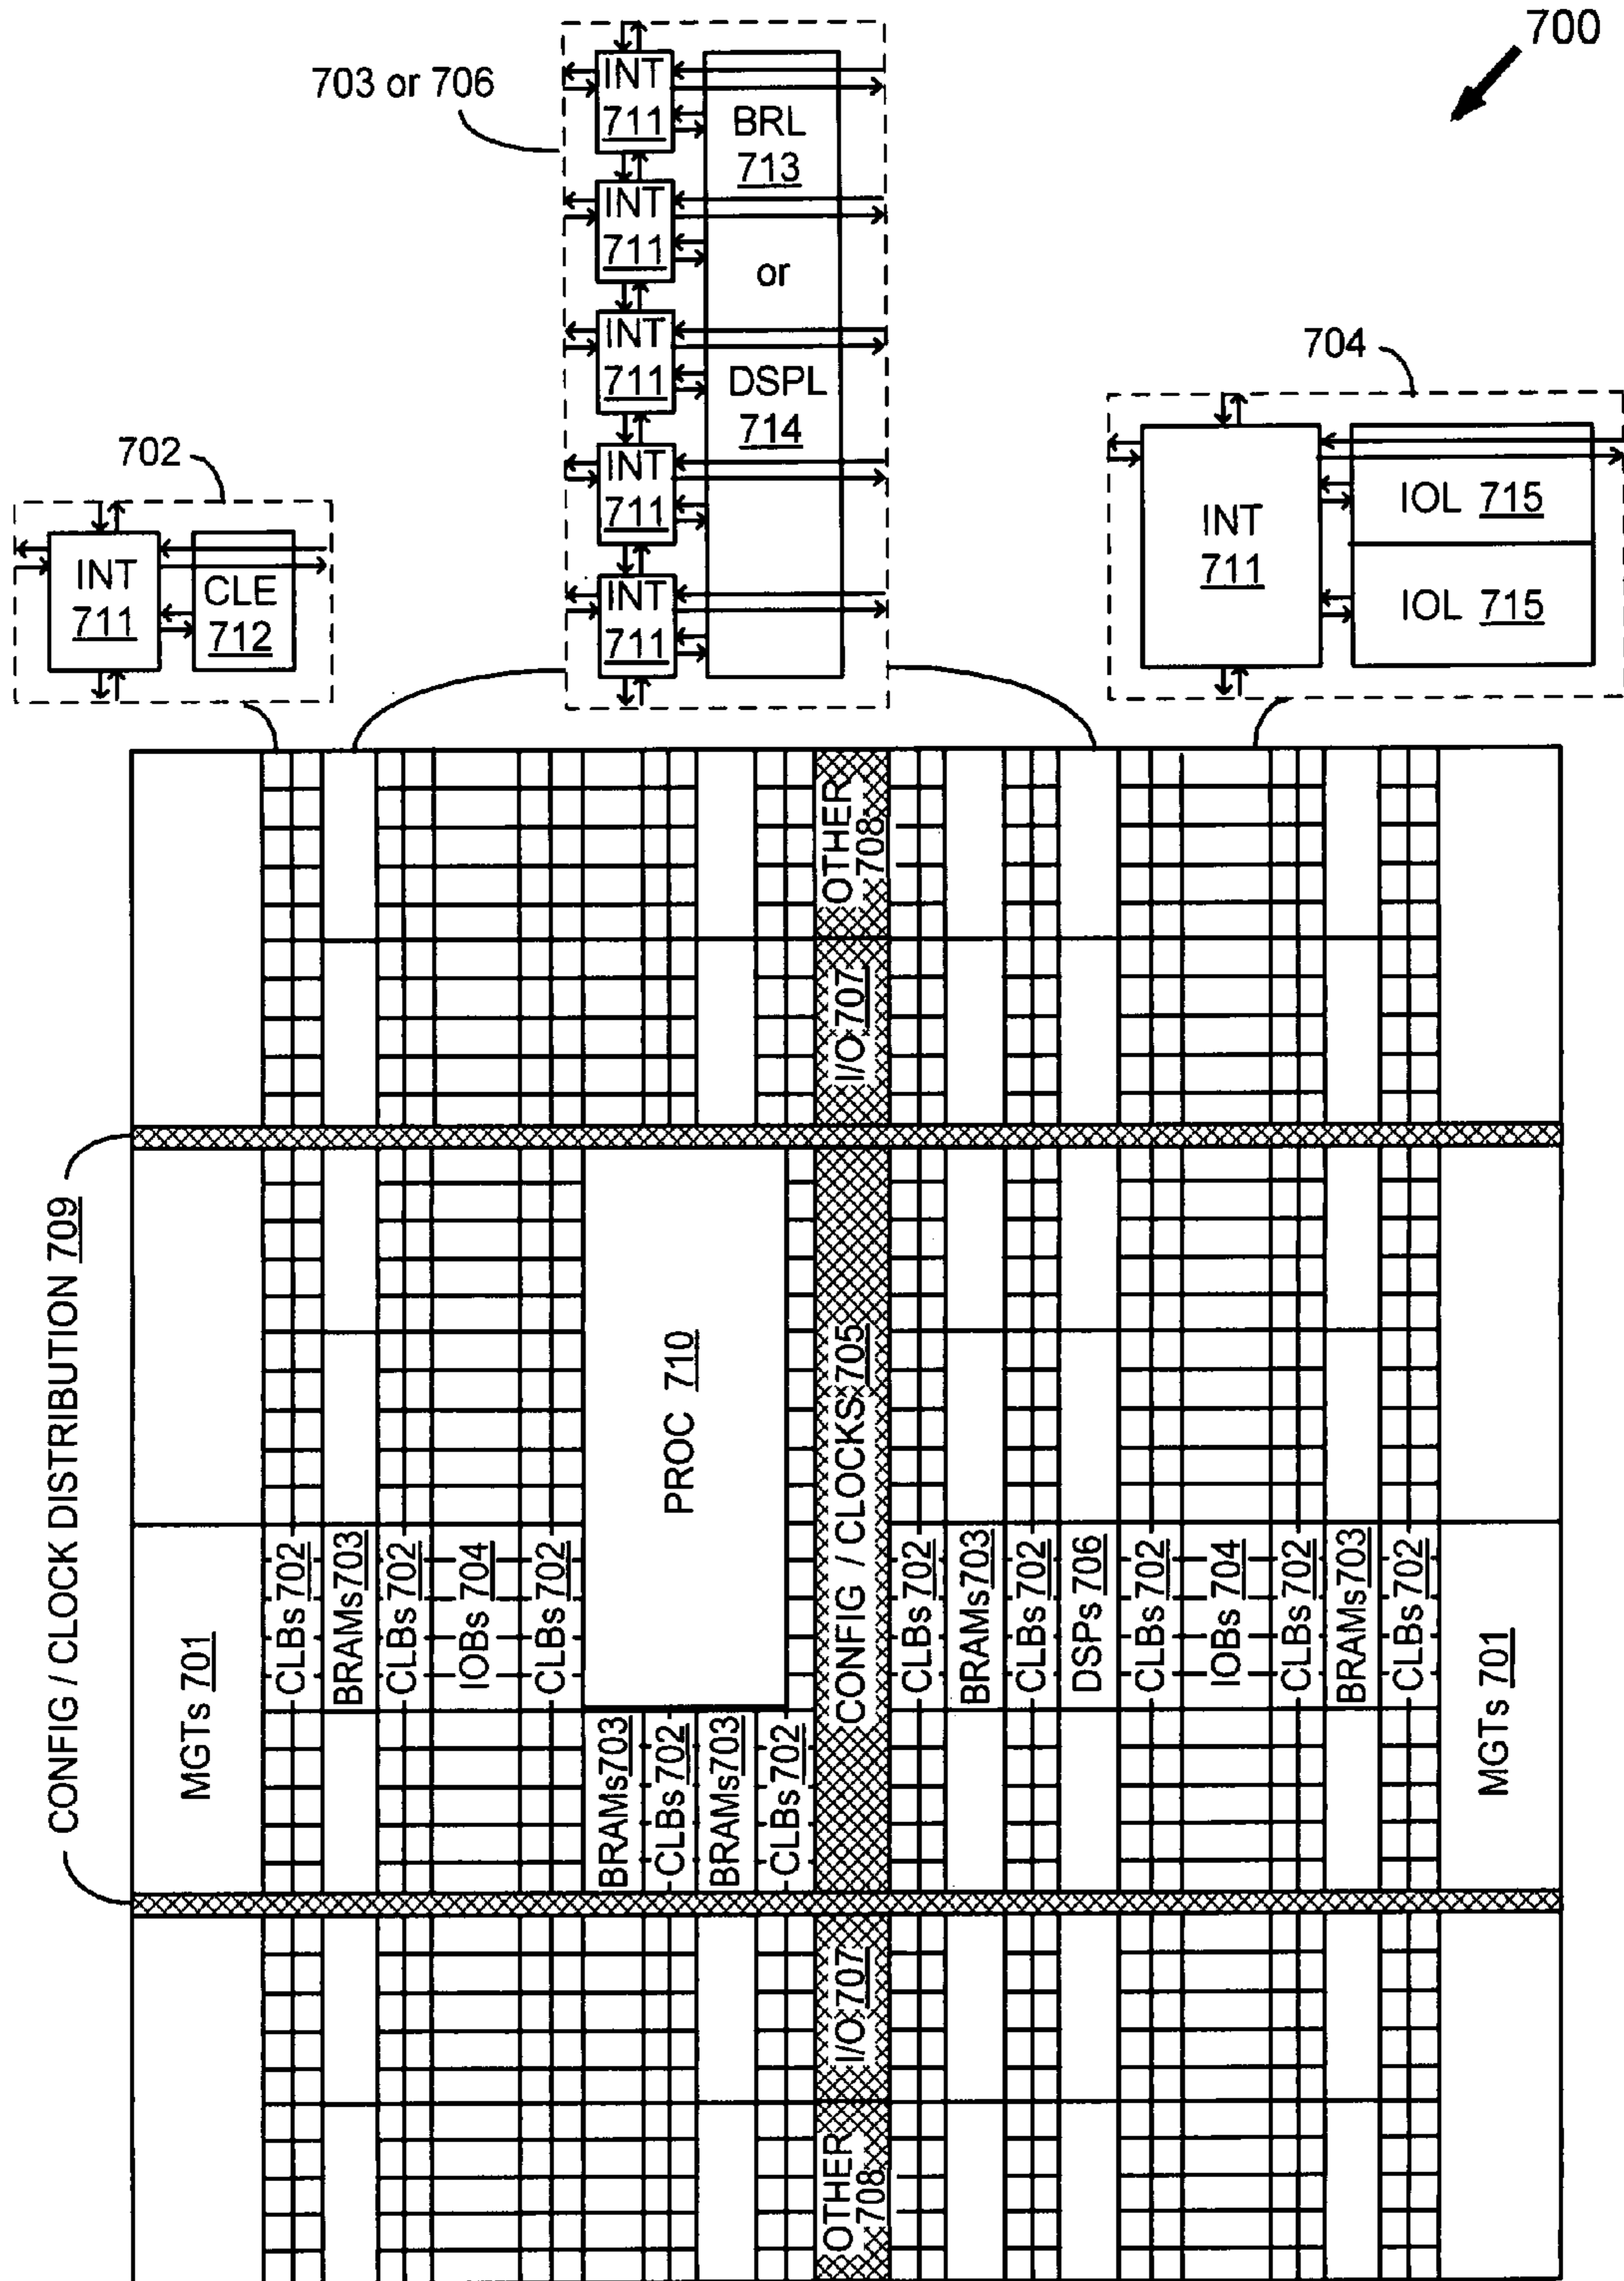 700
703 or 706
INT
711
INT
711
INT
711
INT
711
INT
711
BRL
713
or
DSPL
714
702
INT
711
CLE
712
704
INT
711
IOL 715
IOL 715
CONFIG / CLOCK DISTRIBUTION 709
OTHER
708
I/O 707
PROC 710
CONFIG / CLOCKS 705
MGTs 701
CLBs 702
BRAMs 703
CLBs 702
IOBs 704
CLBs 702
BRAMs 703
CLBs 702
BRAMs 703
CLBs 702
CLBs 702
BRAMs 703
CLBs 702
DSPs 706
CLBs 702
IOBs 704
CLBs 702
BRAMs 703
CLBs 702
MGTs 701
I/O 707
OTHER
708